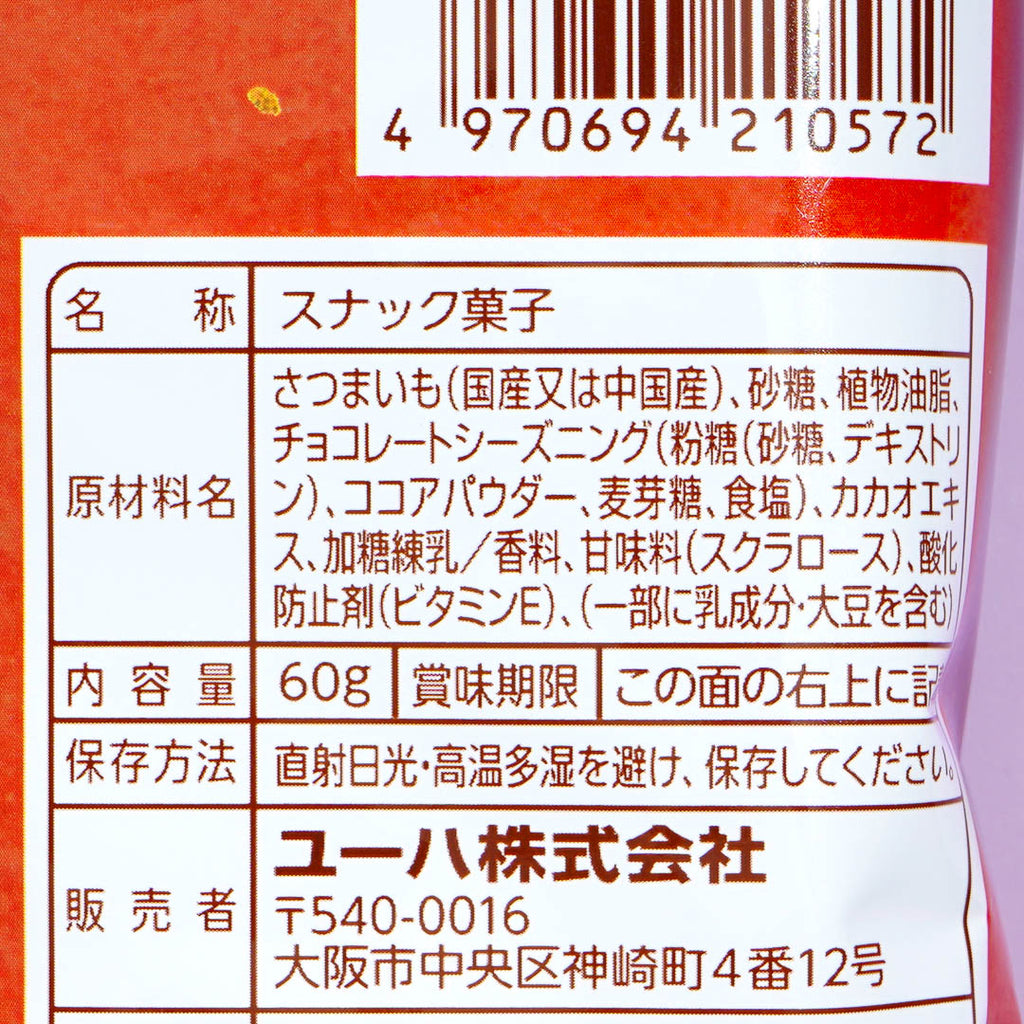 4 970694 210572
名称 スナック菓子
原材料名
さつまいも(国産又は中国産)、砂糖、植物油脂、
チョコレートシーズニング(粉糖(砂糖、デキストリ
ン)、ココアパウダー、麦芽糖、食塩)、カカオエキ
ス、加糖練乳／香料、甘味料(スクラロース)、酸化
防止剤(ビタミンE)、(一部に乳成分・大豆を含む)
内容量 60g 賞味期限 この面の右上に記
保存方法 直射日光・高温多湿を避け、保存してください。
販売者
ユーハ株式会社
〒540-0016
大阪市中央区神崎町4番12号